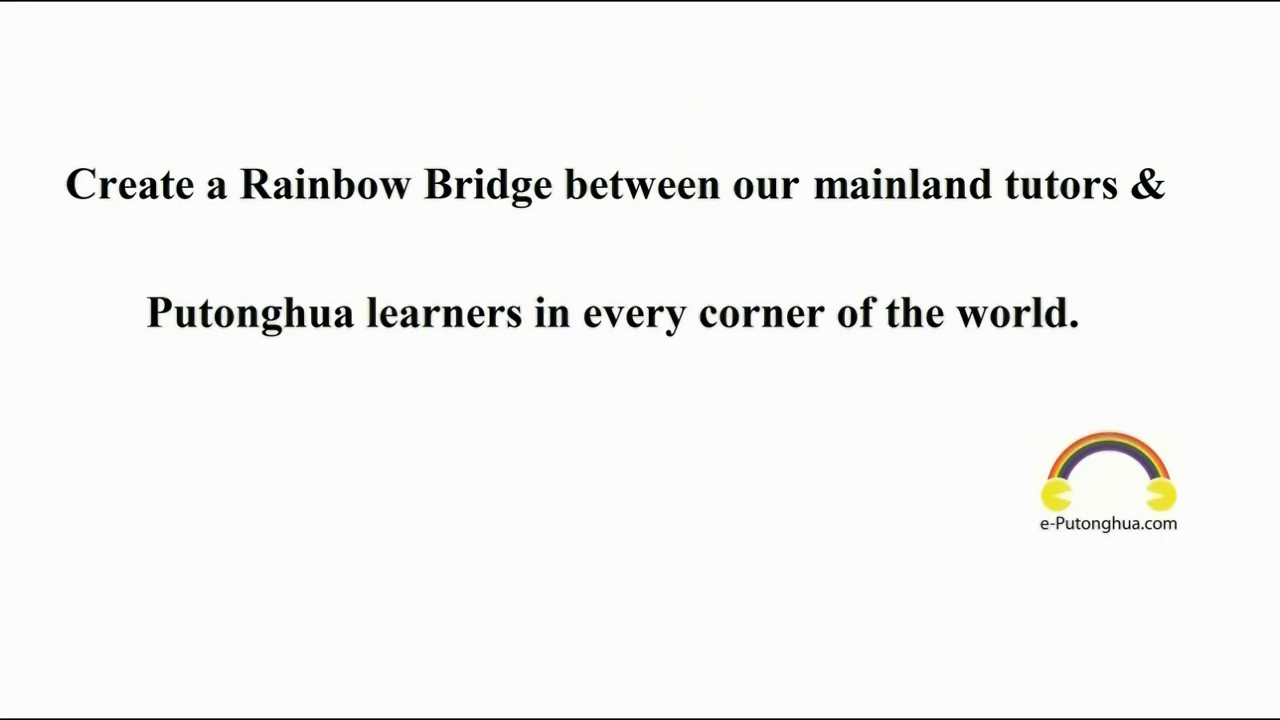 Create a Rainbow Bridge between our mainland tutors &
Putonghua learners in every corner of the world.
e-Putonghua.com